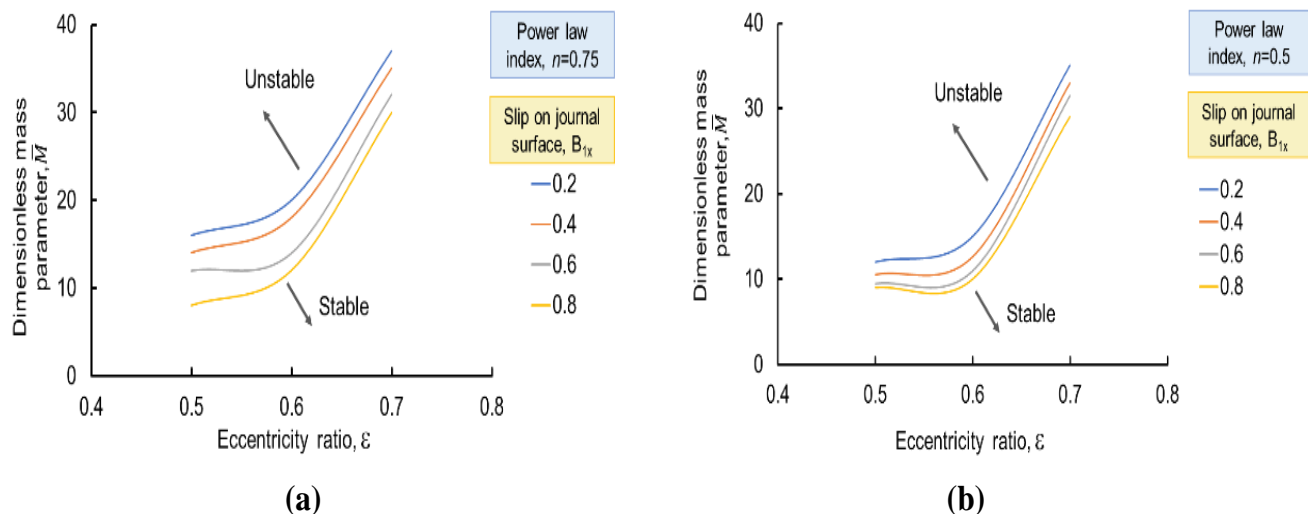 40
30
20
10
0
0.4 0.5 0.6 0.7 0.8
Dimensionless mass
parameter, M̅
Eccentricity ratio, ε
Unstable
Stable
Power law
index, n=0.75
Slip on journal
surface, B₁ₓ
0.2
0.4
0.6
0.8
(a)
40
30
20
10
0
0.4 0.5 0.6 0.7 0.8
Dimensionless mass
parameter, M̅
Eccentricity ratio, ε
Unstable
Stable
Power law
index, n=0.5
Slip on journal
surface, B₁ₓ
0.2
0.4
0.6
0.8
(b)